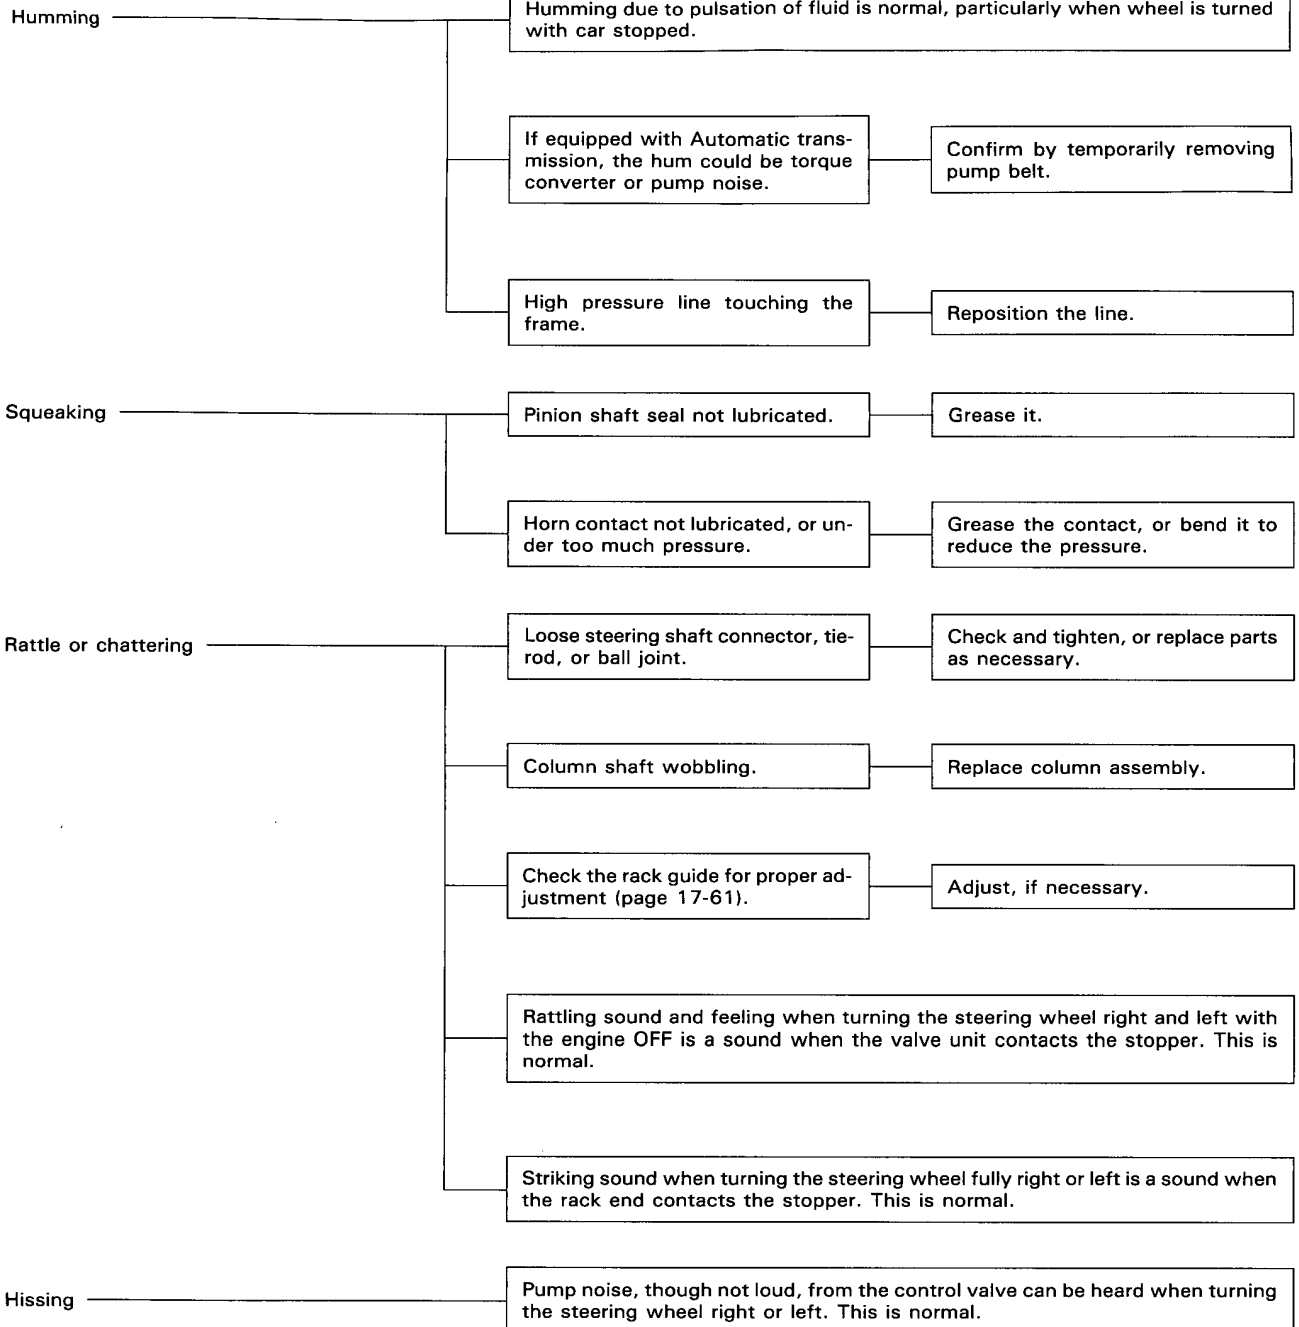 Humming
Humming due to pulsation of fluid is normal, particularly when wheel is turned
with car stopped.
If equipped with Automatic trans-
mission, the hum could be torque
converter or pump noise.
Confirm by temporarily removing
pump belt.
High pressure line touching the
frame.
Reposition the line.
Squeaking
Pinion shaft seal not lubricated.
Grease it.
Horn contact not lubricated, or un-
der too much pressure.
Grease the contact, or bend it to
reduce the pressure.
Rattle or chattering
Loose steering shaft connector, tie-
rod, or ball joint.
Check and tighten, or replace parts
as necessary.
Column shaft wobbling.
Replace column assembly.
Check the rack guide for proper ad-
justment (page 17-61).
Adjust, if necessary.
Rattling sound and feeling when turning the steering wheel right and left with
the engine OFF is a sound when the valve unit contacts the stopper. This is
normal.
Striking sound when turning the steering wheel fully right or left is a sound when
the rack end contacts the stopper. This is normal.
Hissing
Pump noise, though not loud, from the control valve can be heard when turning
the steering wheel right or left. This is normal.